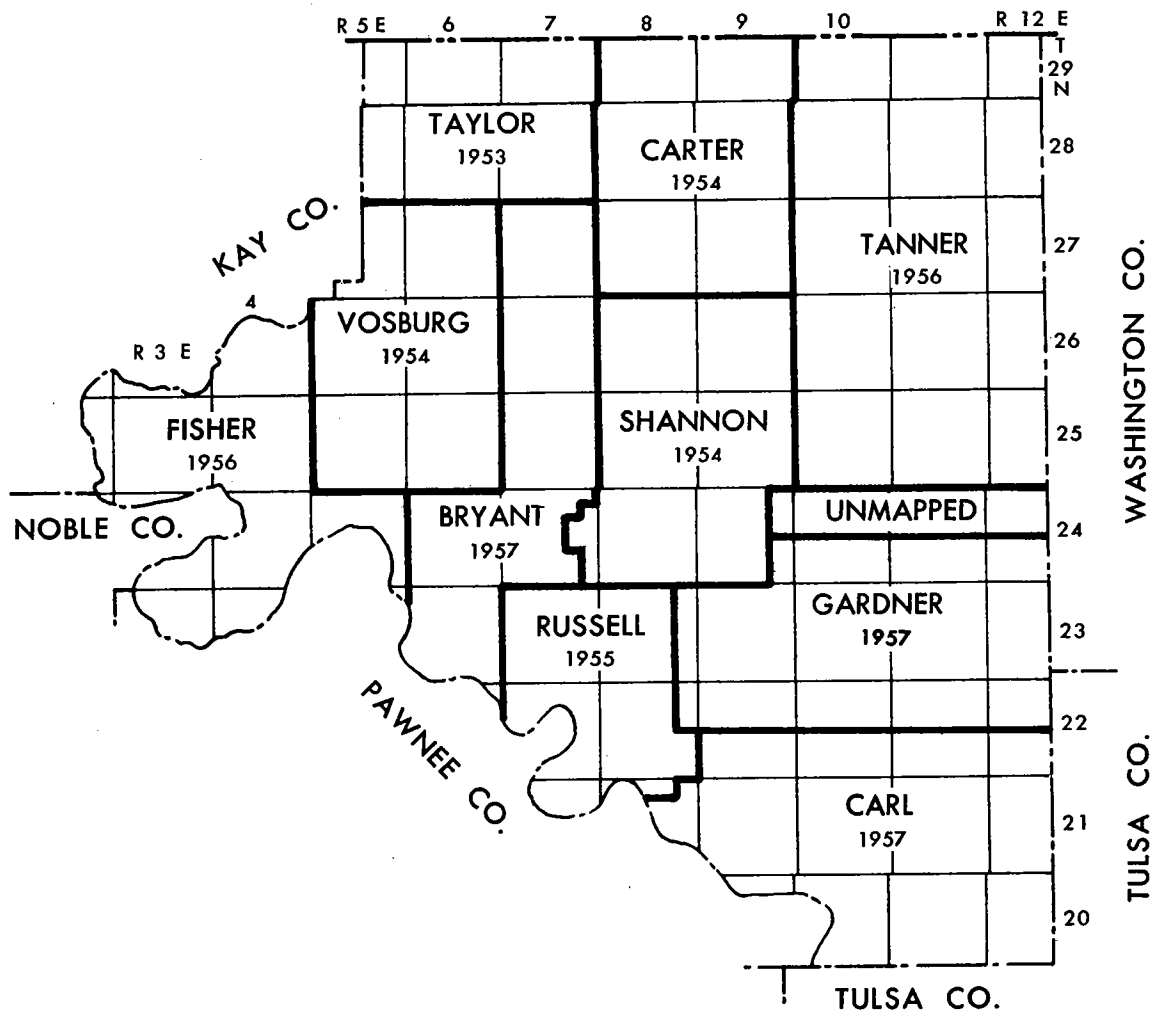 R 5 E 6 7 8 9 10 R 12 E
T
29
N
TAYLOR
1953
CARTER
1954
28
KAY CO.
TANNER
1956
27
WASHINGTON CO.
4
VOSBURG
1954
26
R 3 E
FISHER
1956
SHANNON
1954
25
NOBLE CO.
BRYANT
1957
UNMAPPED
24
RUSSELL
1955
GARDNER
1957
23
PAWNEE CO.
22
CARL
1957
21
TULSA CO.
20
TULSA CO.